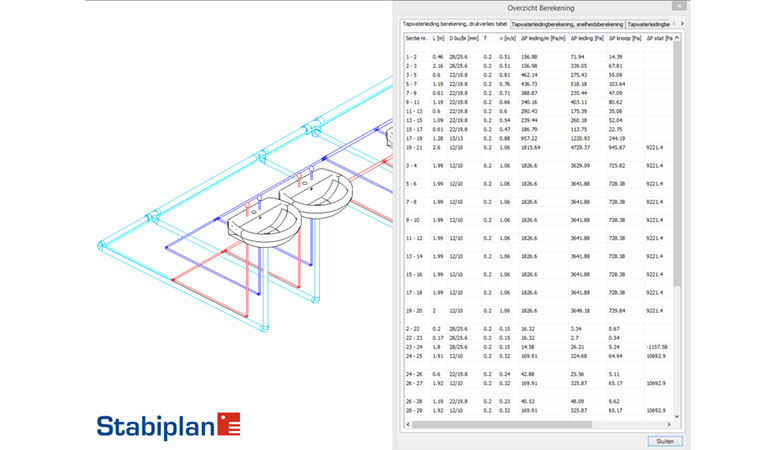 Overzicht Berekening
Tapwaterleiding berekening, drukverlies tabel Tapwaterleidingberekening, snelheidsberekening Tapwaterleidingbe
Sectie nr. L [m] D bu/bi [mm] f v [m/s] ΔP leiding/m [Pa/m] ΔP leiding [Pa] ΔP knoop [Pa] ΔP stat [Pa
1 - 2 0.46 28/25.6 0.2 0.51 156.98 71.94 14.39
2 - 3 2.16 28/25.6 0.2 0.51 156.98 339.05 67.81
3 - 5 0.6 22/19.8 0.2 0.81 462.14 275.43 55.09
5 - 7 1.19 22/19.8 0.2 0.76 436.73 518.18 103.64
7 - 9 0.61 22/19.8 0.2 0.71 388.87 235.44 47.09
9 - 11 1.19 22/19.8 0.2 0.66 340.16 403.11 80.62
11 - 13 0.6 22/19.8 0.2 0.6 290.43 175.39 35.08
13 - 15 1.09 22/19.8 0.2 0.54 239.44 260.18 52.04
15 - 17 0.61 22/19.8 0.2 0.47 186.79 113.75 22.75
17 - 19 1.28 15/13 0.2 0.88 957.22 1220.93 244.19
19 - 21 2.6 12/10 0.2 1.06 1815.64 4729.37 945.87 9221.4
3 - 4 1.99 12/10 0.2 1.06 1826.6 3629.09 725.82 9221.4
5 - 6 1.99 12/10 0.2 1.06 1826.6 3641.88 728.38 9221.4
7 - 8 1.99 12/10 0.2 1.06 1826.6 3641.88 728.38 9221.4
9 - 10 1.99 12/10 0.2 1.06 1826.6 3641.88 728.38 9221.4
11 - 12 1.99 12/10 0.2 1.06 1826.6 3641.88 728.38 9221.4
13 - 14 1.99 12/10 0.2 1.06 1826.6 3641.88 728.38 9221.4
15 - 16 1.99 12/10 0.2 1.06 1826.6 3641.88 728.38 9221.4
17 - 18 1.99 12/10 0.2 1.06 1826.6 3641.88 728.38 9221.4
19 - 20 2 12/10 0.2 1.06 1826.6 3649.18 729.84 9221.4
2 - 22 0.2 28/25.6 0.2 0.15 16.32 3.34 0.67
22 - 23 0.17 28/25.6 0.2 0.15 16.32 2.7 0.54
23 - 24 1.8 28/25.6 0.2 0.15 14.58 26.21 5.24 -1157.58
24 - 25 1.91 12/10 0.2 0.32 169.91 324.68 64.94 10692.9
24 - 26 0.6 22/19.8 0.2 0.24 42.88 25.56 5.11
26 - 27 1.92 12/10 0.2 0.32 169.91 325.87 65.17 10692.9
26 - 28 1.19 22/19.8 0.2 0.23 40.53 48.09 9.62
28 - 29 1.91 12/10 0.2 0.32 169.91 325.87 65.17 10692.9
Sluiten
Stabiplan